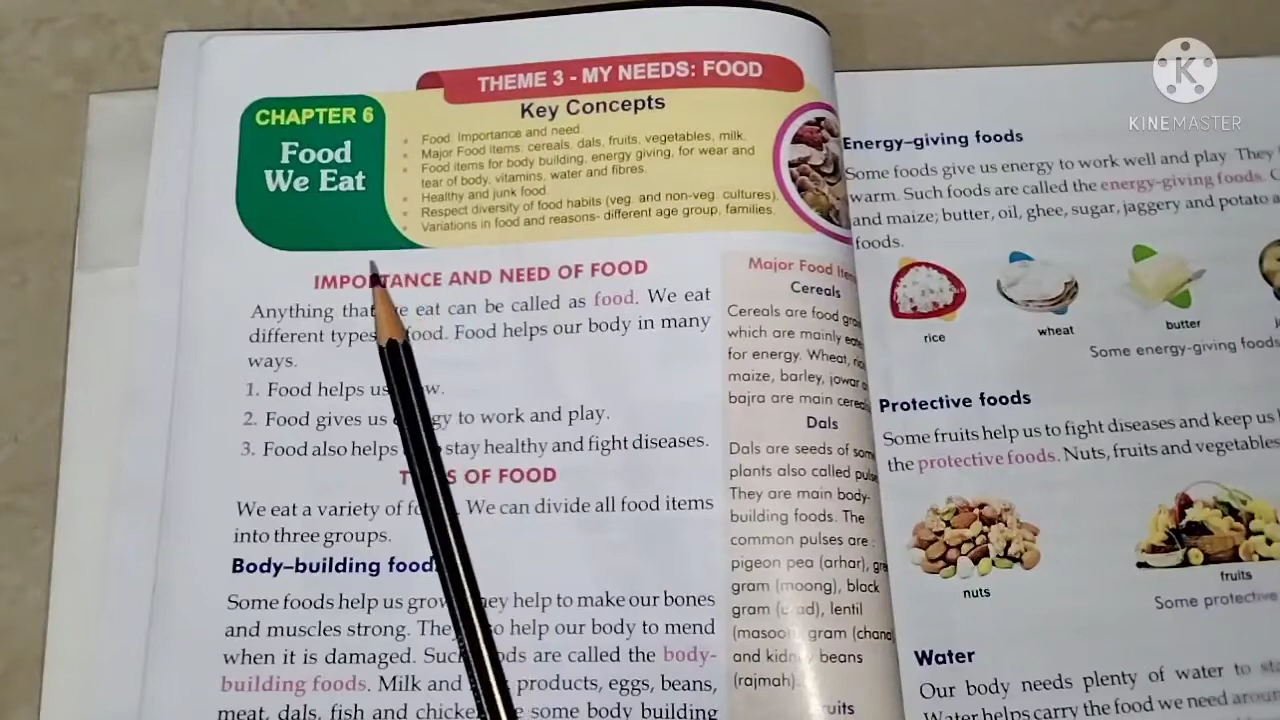 THEME 3 - MY NEEDS: FOOD
CHAPTER 6
Food
We Eat
Key Concepts
• Food: Importance and need.
• Major Food items: cereals, dals, fruits, vegetables, milk.
• Food items for body building, energy giving, for wear and
tear of body, vitamins, water and fibres.
• Healthy and junk food.
• Respect diversity of food habits (veg. and non-veg. cultures).
• Variations in food and reasons- different age group, families.
IMPORTANCE AND NEED OF FOOD
Anything that we eat can be called as food. We eat
different types food. Food helps our body in many
ways.
1. Food helps us
2. Food gives us to work and play.
3. Food also helps stay healthy and fight diseases.
OF FOOD
We eat a variety of We can divide all food items
into three groups.
Body–building food
Some foods help us grow They help to make our bones
and muscles strong. They also help our body to mend
when it is damaged. Such foods are called the body-
building foods. Milk and products, eggs, beans,
meat, dals, fish and chicken some body building
Major Food
Cereals
Cereals are food
which are mainly
for energy. Wheat,
maize, barley, jowar
bajra are main
Dals
Dals are seeds of
plants also called
They are main body-
building foods. The
common pulses are :
pigeon pea (arhar),
gram (moong), black
gram lentil
gram
and kidney beans
(rajmah).
Energy–giving foods
Some foods give us energy to work well and play. They
warm. Such foods are called the energy-giving foods.
and maize; butter, oil, ghee, sugar, jaggery and potato
foods.
rice
wheat
butter
Some energy-giving foods
Protective foods
Some fruits help us to fight diseases and keep us
the protective foods. Nuts, fruits and vegetables
nuts
fruits
Some protective
Water
Our body needs plenty of water to
Water helps carry the food we need
K
KINEMASTER